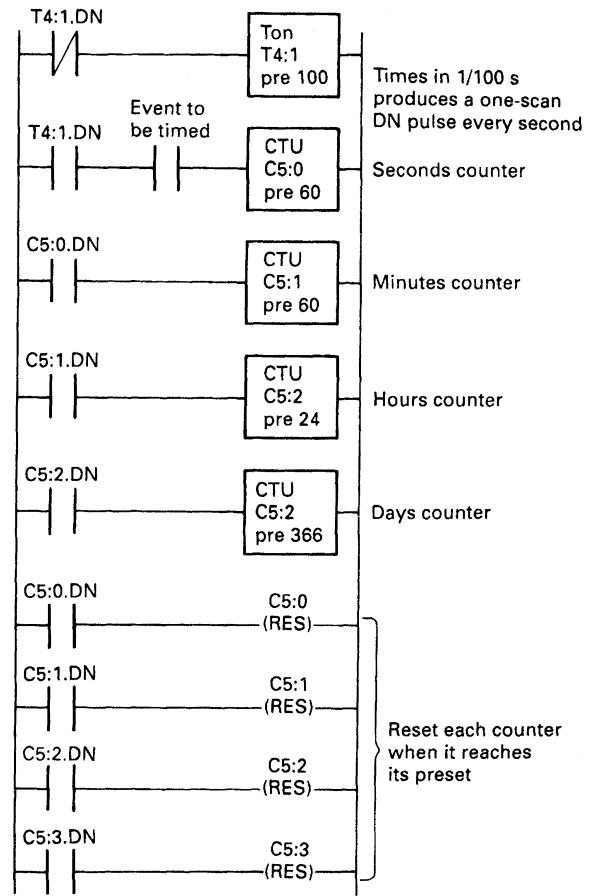 T4:1.DN
Ton
T4:1
pre 100
Times in 1/100 s
produces a one-scan
DN pulse every second
T4:1.DN
Event to
be timed
CTU
C5:0
pre 60
Seconds counter
C5:0.DN
CTU
C5:1
pre 60
Minutes counter
C5:1.DN
CTU
C5:2
pre 24
Hours counter
C5:2.DN
CTU
C5:2
pre 366
Days counter
C5:0.DN
C5:0
(RES)
C5:1.DN
C5:1
(RES)
C5:2.DN
C5:2
(RES)
C5:3.DN
C5:3
(RES)
Reset each counter
when it reaches
its preset